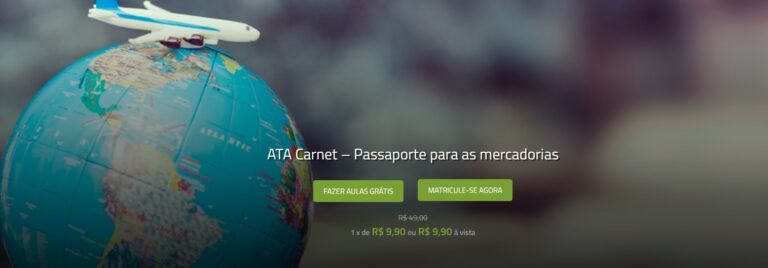 ATLANTIC
ATA Carnet – Passaporte para as mercadorias
FAZER AULAS GRÁTIS
MATRICULE-SE AGORA
R$ 49,00
1 x de R$ 9,90 ou R$ 9,90 à vista